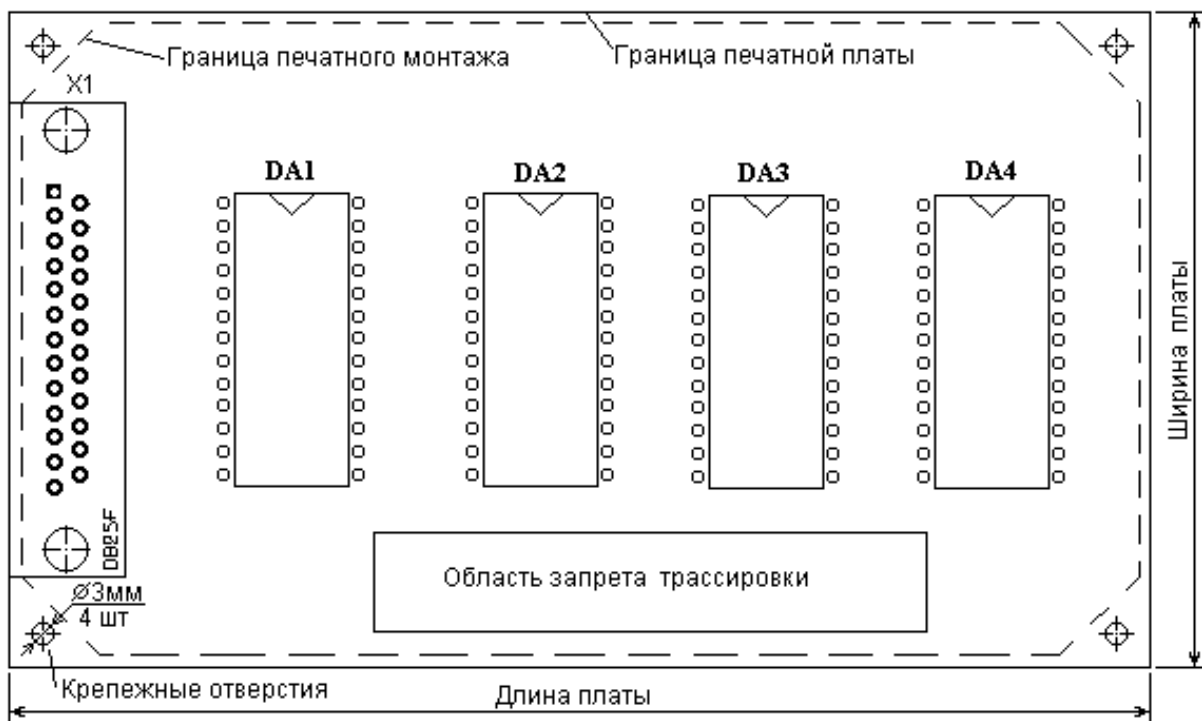 Граница печатного монтажа
Граница печатной платы
X1
DA1
DA2
DA3
DA4
Ширина платы
DB25F
Область запрета трассировки
Ø3мм
4 шт
Крепежные отверстия
Длина платы